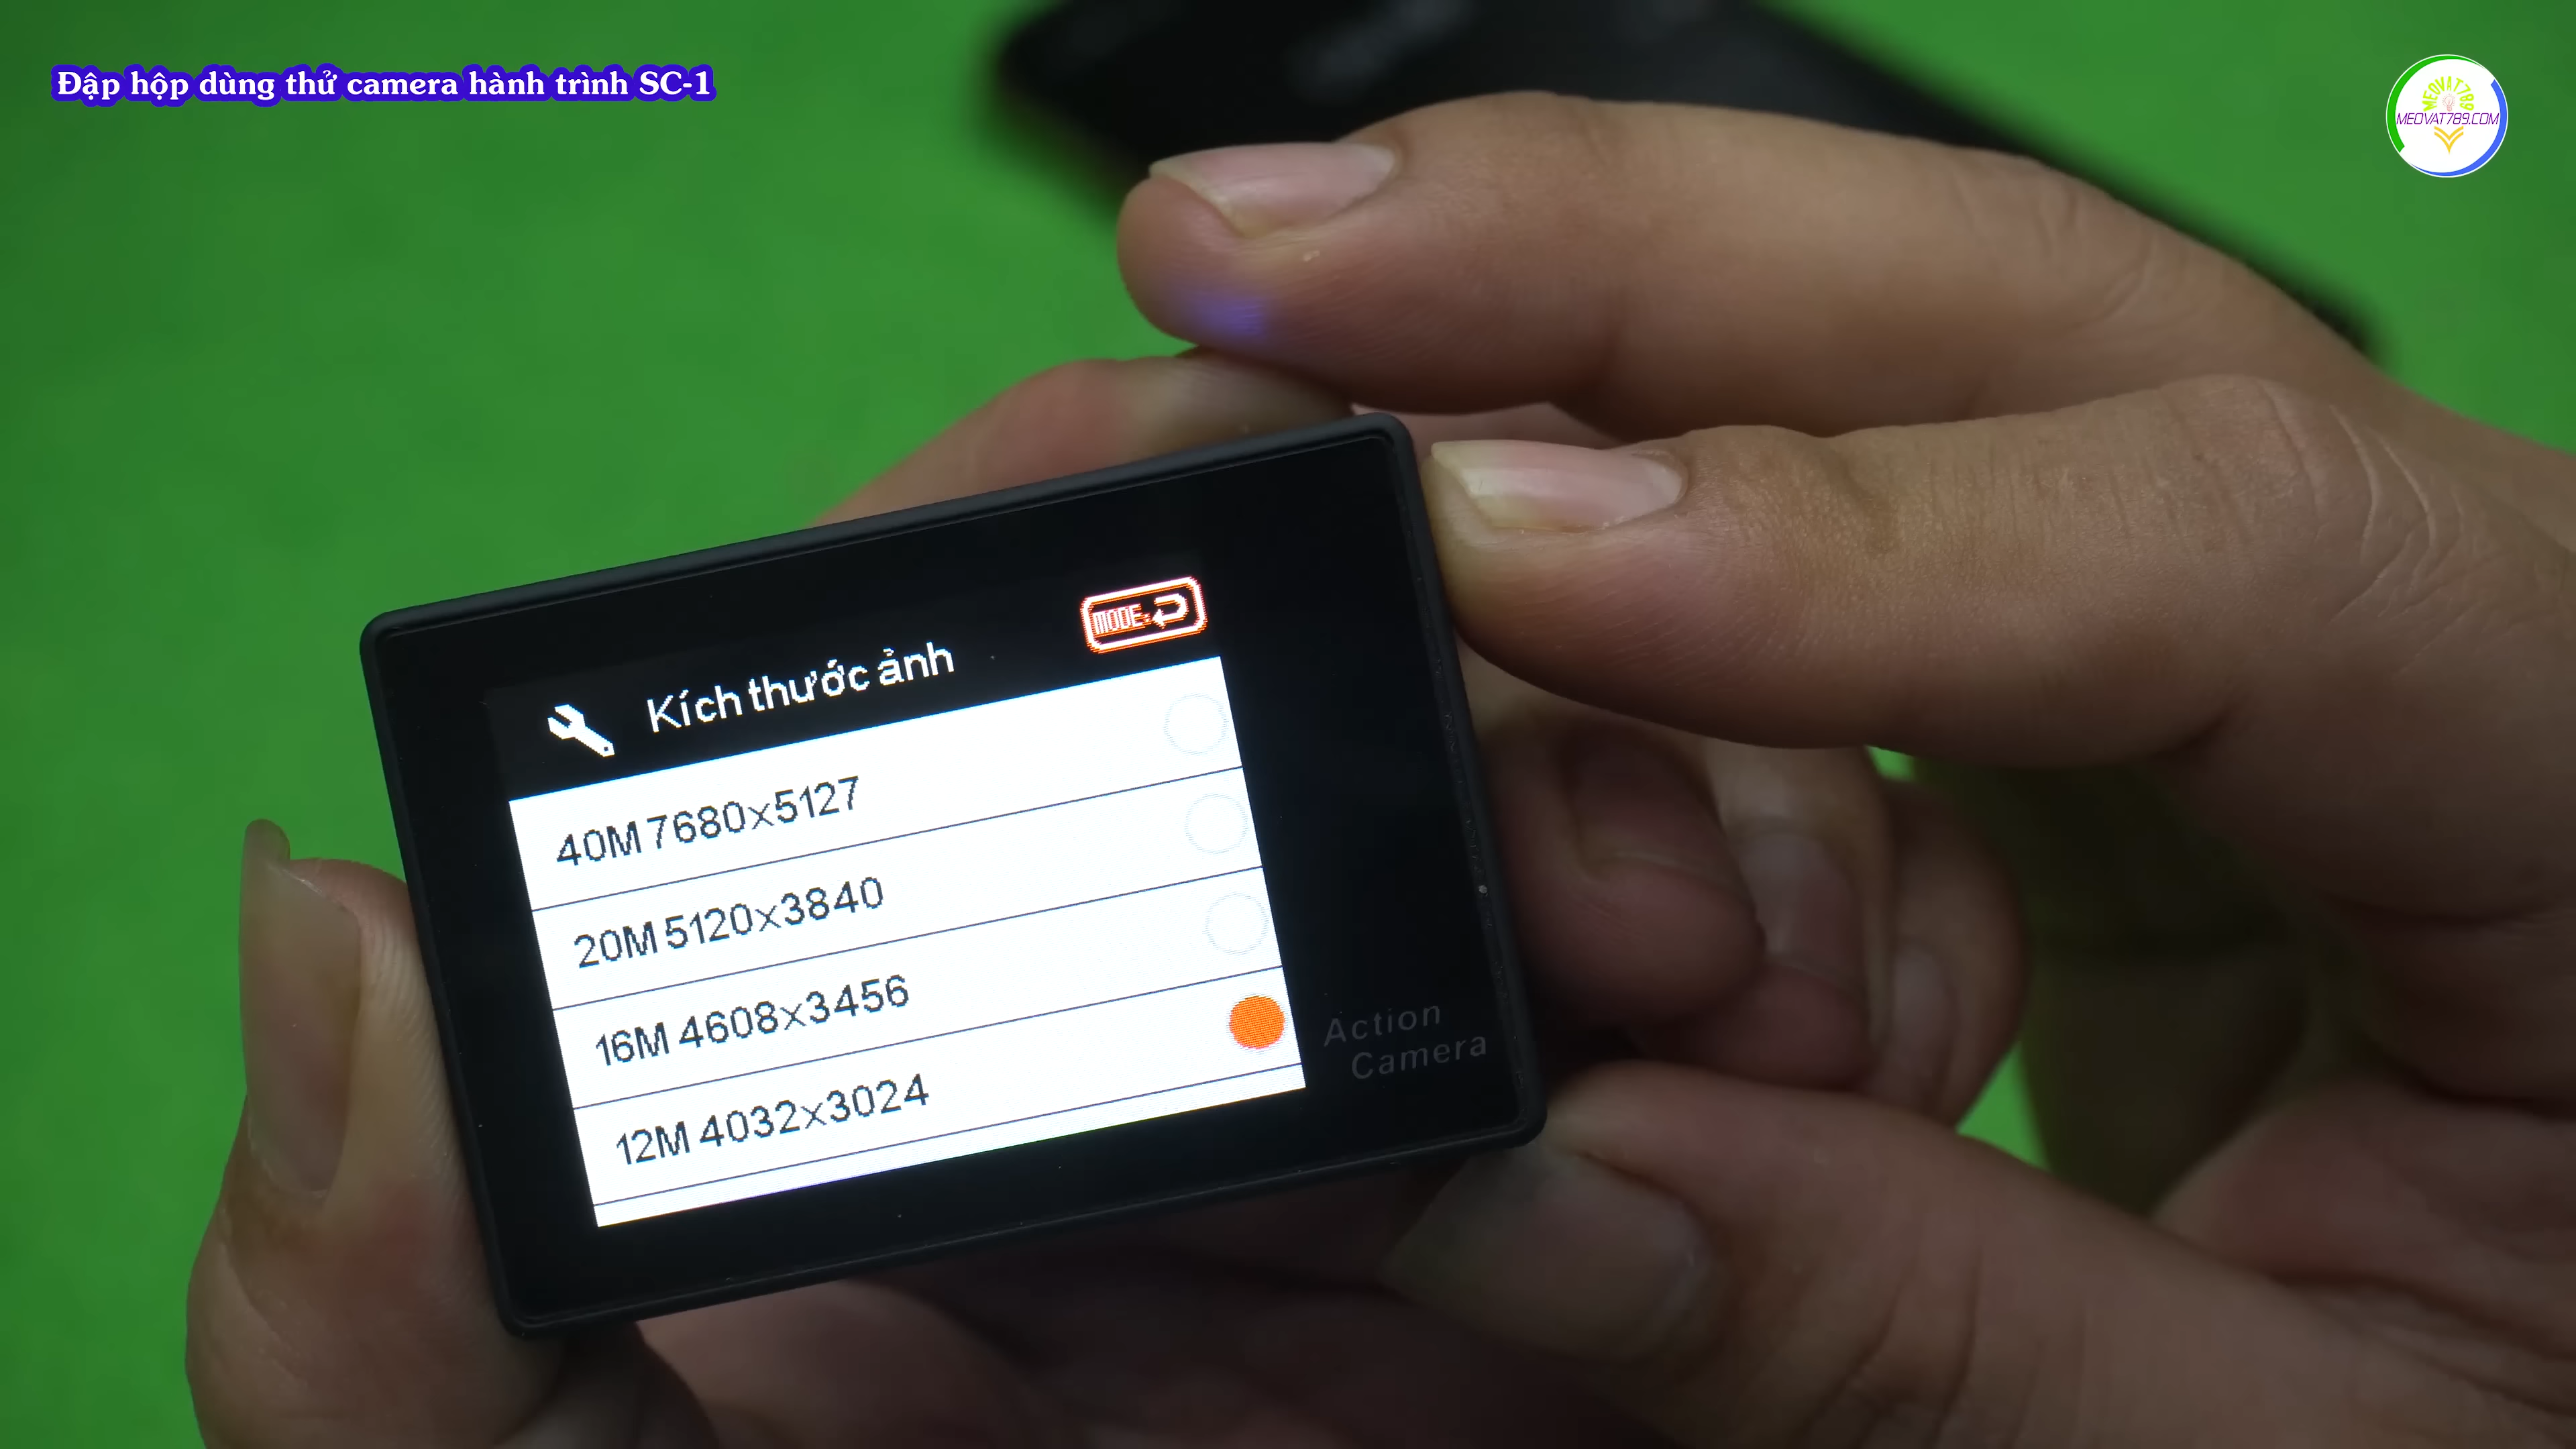 Đập hộp dùng thử camera hành trình SC-1
MEOVAT789
MEOVAT789.COM
MODE:
Kích thước ảnh
40M 7680x5127
20M 5120x3840
16M 4608x3456
12M 4032x3024
Action
Camera